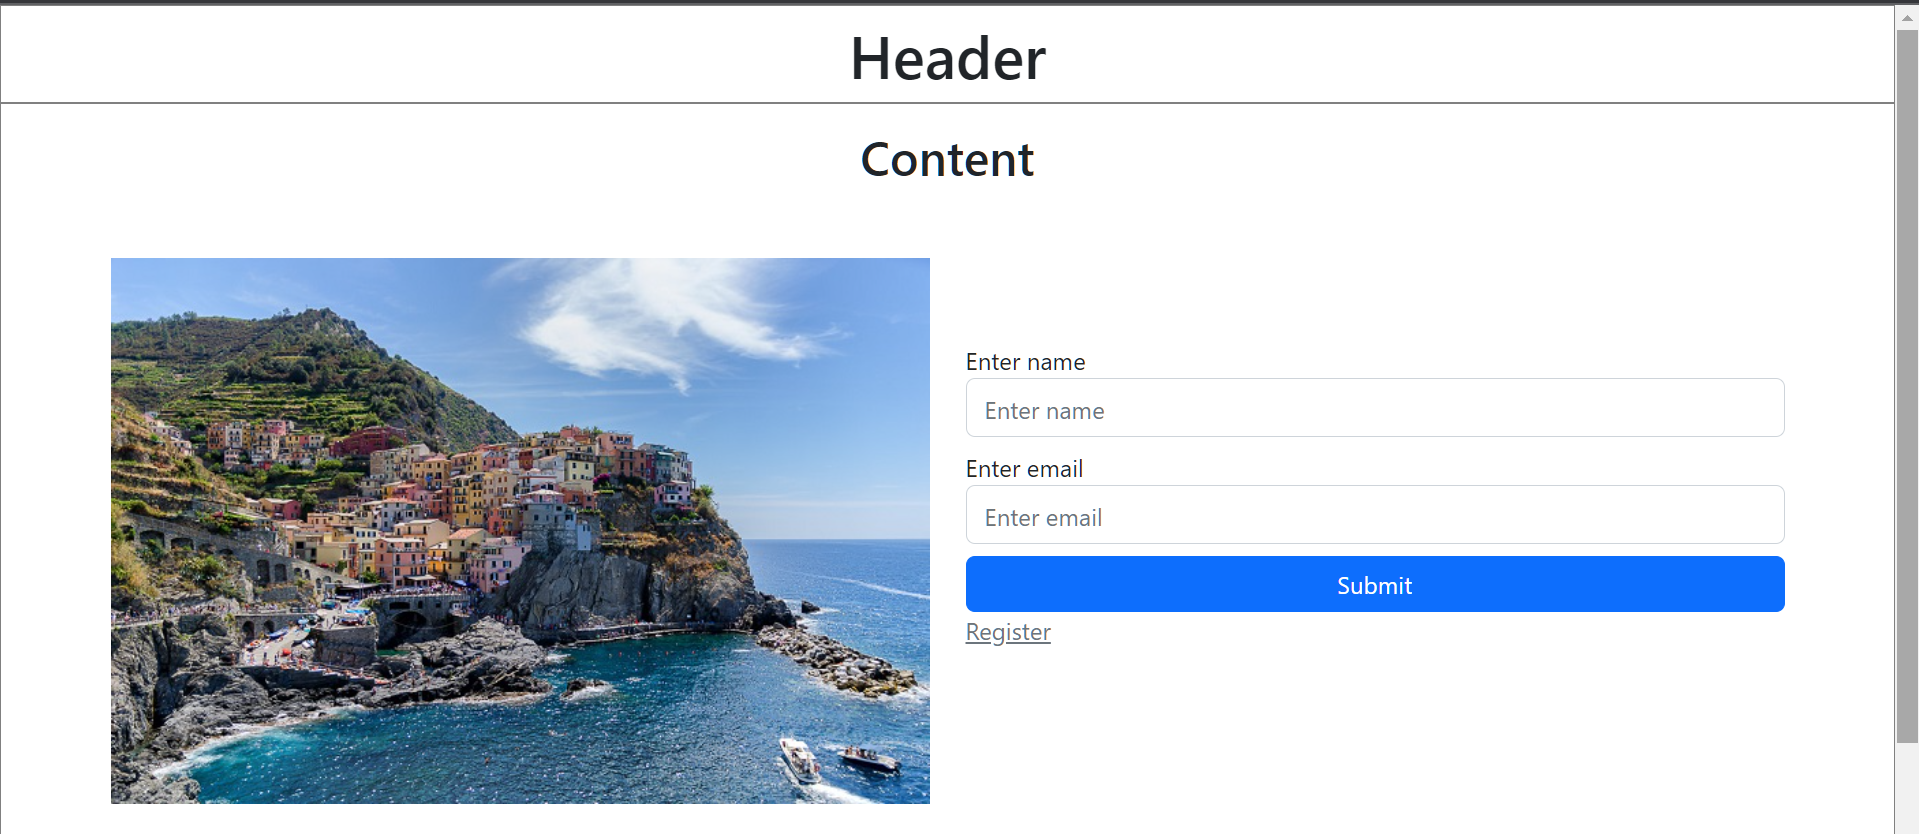 Header
Content
Enter name
Enter name
Enter email
Enter email
Submit
Register